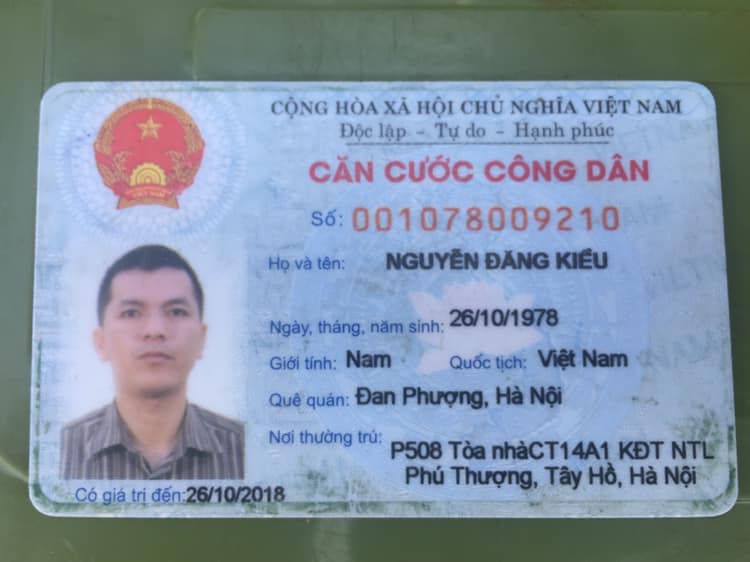 CỘNG HÒA XÃ HỘI CHỦ NGHĨA VIỆT NAM
Độc lập - Tự do - Hạnh phúc
CĂN CƯỚC CÔNG DÂN
Số: 001078009210
Họ và tên: NGUYỄN ĐĂNG KIỀU
Ngày, tháng, năm sinh: 26/10/1978
Giới tính: Nam Quốc tịch: Việt Nam
Quê quán: Đan Phượng, Hà Nội
Nơi thường trú: P508 Tòa nhàCT14A1 KĐT NTL
Phú Thượng, Tây Hồ, Hà Nội
Có giá trị đến: 26/10/2018